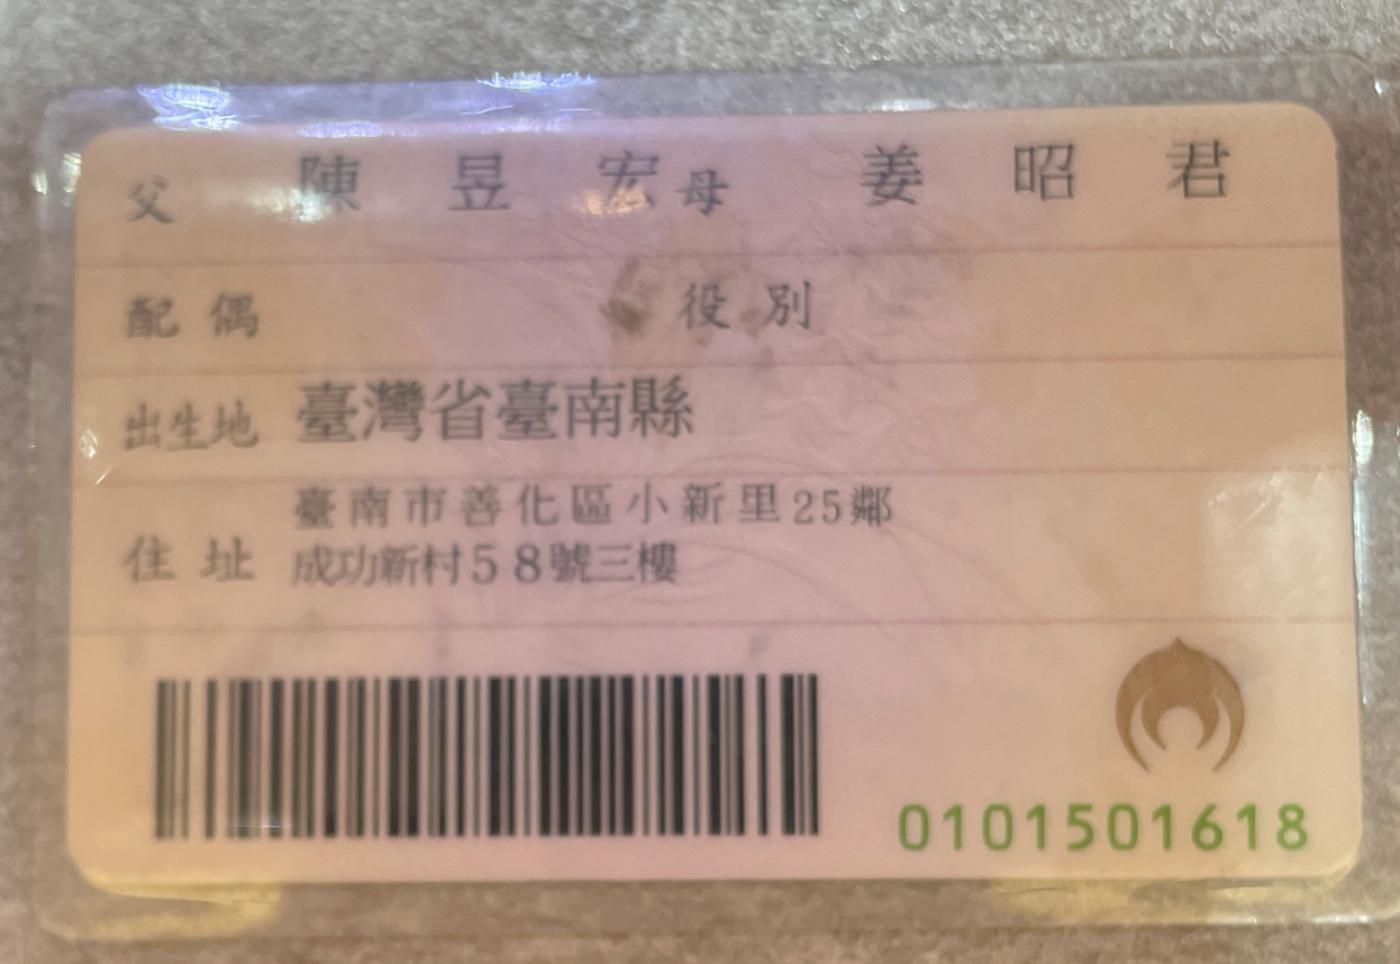 父 陳昱宏 母 姜昭君
配偶 役別
出生地 臺灣省臺南縣
住址 臺南市善化區小新里25鄰
成功新村58號三樓
0101501618